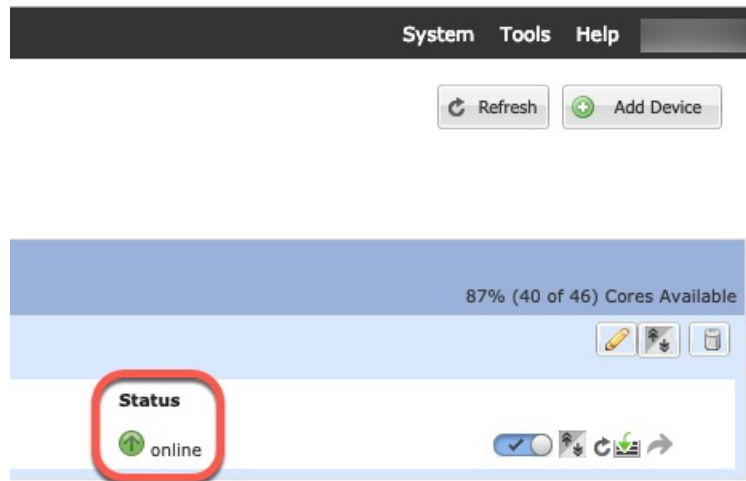 System Tools Help
Refresh Add Device
87% (40 of 46) Cores Available
Status
online